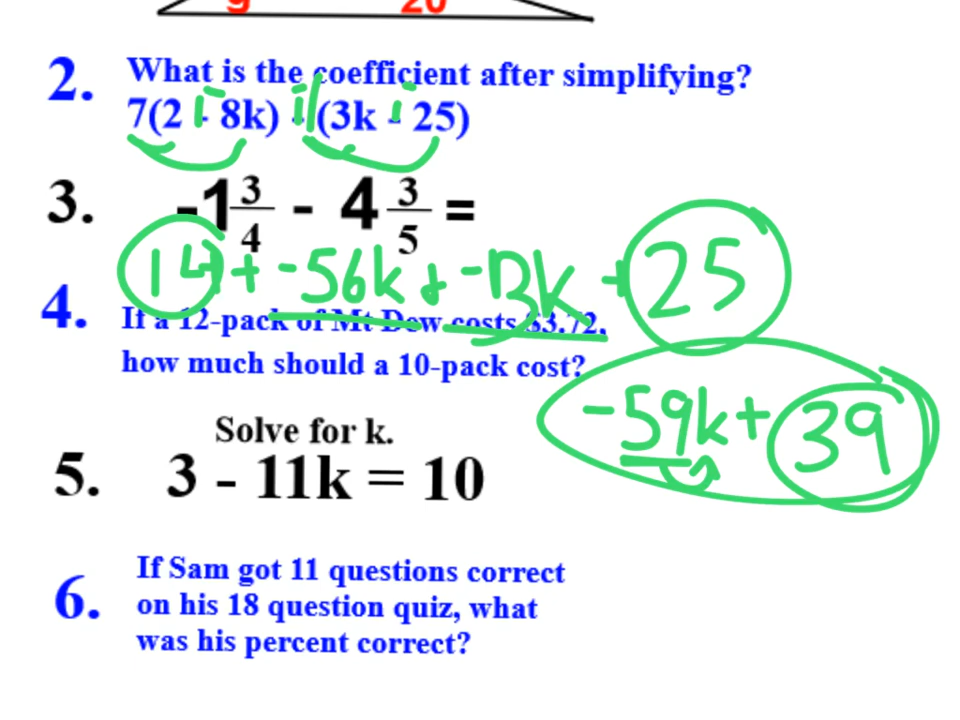 9 20
2. What is the coefficient after simplifying?
7(2 - 8k) - (3k - 25)
3. -1 3/4 - 4 3/5 =
14 + -56k + -3k + 25
4. If a 12-pack of Mt Dew costs $3.72,
how much should a 10-pack cost?
-59k + 39
Solve for k.
5. 3 - 11k = 10
6. If Sam got 11 questions correct
on his 18 question quiz, what
was his percent correct?